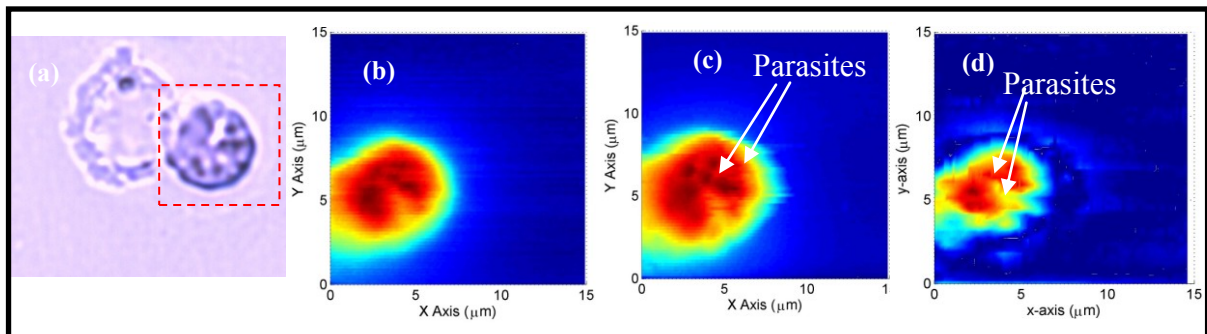 (a)
(b)
15
10
5
0
Y Axis (μm)
0 5 10 15
X Axis (μm)
(c)
Parasites
15
10
5
0
Y Axis (μm)
0 5 10 1
X Axis (μm)
(d)
Parasites
15
10
5
0
y-axis (μm)
0 5 10 15
x-axis (μm)